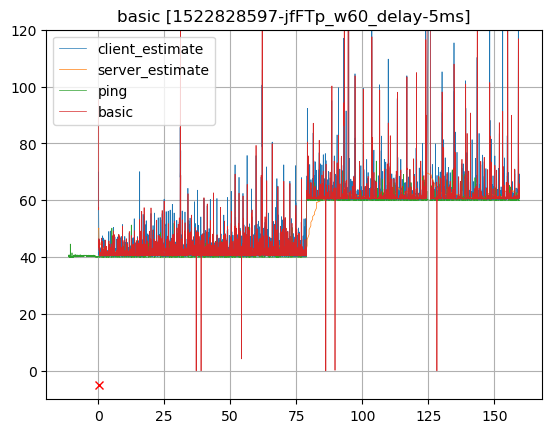 basic [1522828597-jfFTp_w60_delay-5ms]
120
100
80
60
40
20
0
client_estimate
server_estimate
ping
basic
0 25 50 75 100 125 150